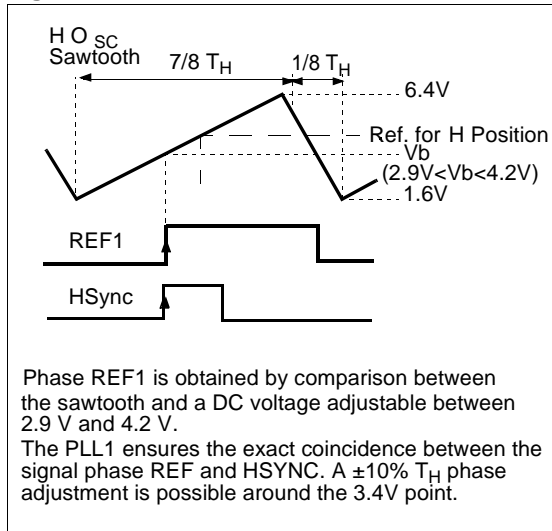 H O SC
Sawtooth
7/8 TH
1/8 TH
6.4V
Ref. for H Position
Vb
(2.9V<Vb<4.2V)
1.6V
REF1
HSync
Phase REF1 is obtained by comparison between
the sawtooth and a DC voltage adjustable between
2.9 V and 4.2 V.
The PLL1 ensures the exact coincidence between the
signal phase REF and HSYNC. A ±10% TH phase
adjustment is possible around the 3.4V point.